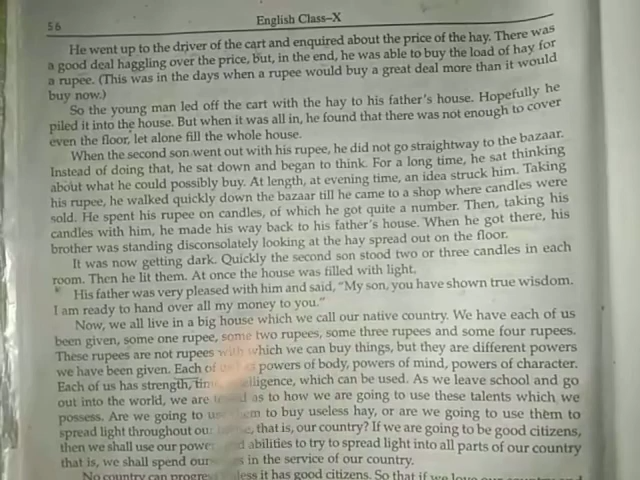 56
English Class–X
He went up to the driver of the cart and enquired about the price of the hay. There was
a good deal haggling over the price, but, in the end, he was able to buy the load of hay for
a rupee. (This was in the days when a rupee would buy a great deal more than it would
buy now.)
So the young man led off the cart with the hay to his father's house. Hopefully he
piled it into the house. But when it was all in, he found that there was not enough to cover
even the floor, let alone fill the whole house.
When the second son went out with his rupee, he did not go straightway to the bazaar.
Instead of doing that, he sat down and began to think. For a long time, he sat thinking
about what he could possibly buy. At length, at evening time, an idea struck him. Taking
his rupee, he walked quickly down the bazaar till he came to a shop where candles were
sold. He spent his rupee on candles, of which he got quite a number. Then, taking his
candles with him, he made his way back to his father's house. When he got there, his
brother was standing disconsolately looking at the hay spread out on the floor.
It was now getting dark. Quickly the second son stood two or three candles in each
room. Then he lit them. At once the house was filled with light.
His father was very pleased with him and said, "My son, you have shown true wisdom.
I am ready to hand over all my money to you."
Now, we all live in a big house which we call our native country. We have each of us
been given, some one rupee, some two rupees, some three rupees and some four rupees.
These rupees are not rupees with which we can buy things, but they are different powers
we have been given. Each of powers of body, powers of mind, powers of character.
Each of us has strength, which can be used. As we leave school and go
out into the world, we are as to how we are going to use these talents which we
possess. Are we going to use them to buy useless hay, or are we going to use them to
spread light throughout our that is, our country? If we are going to be good citizens,
then we shall use our abilities to try to spread light into all parts of our country
that is, we shall spend in the service of our country.
No country can it has good citizens. So that if we love our country and